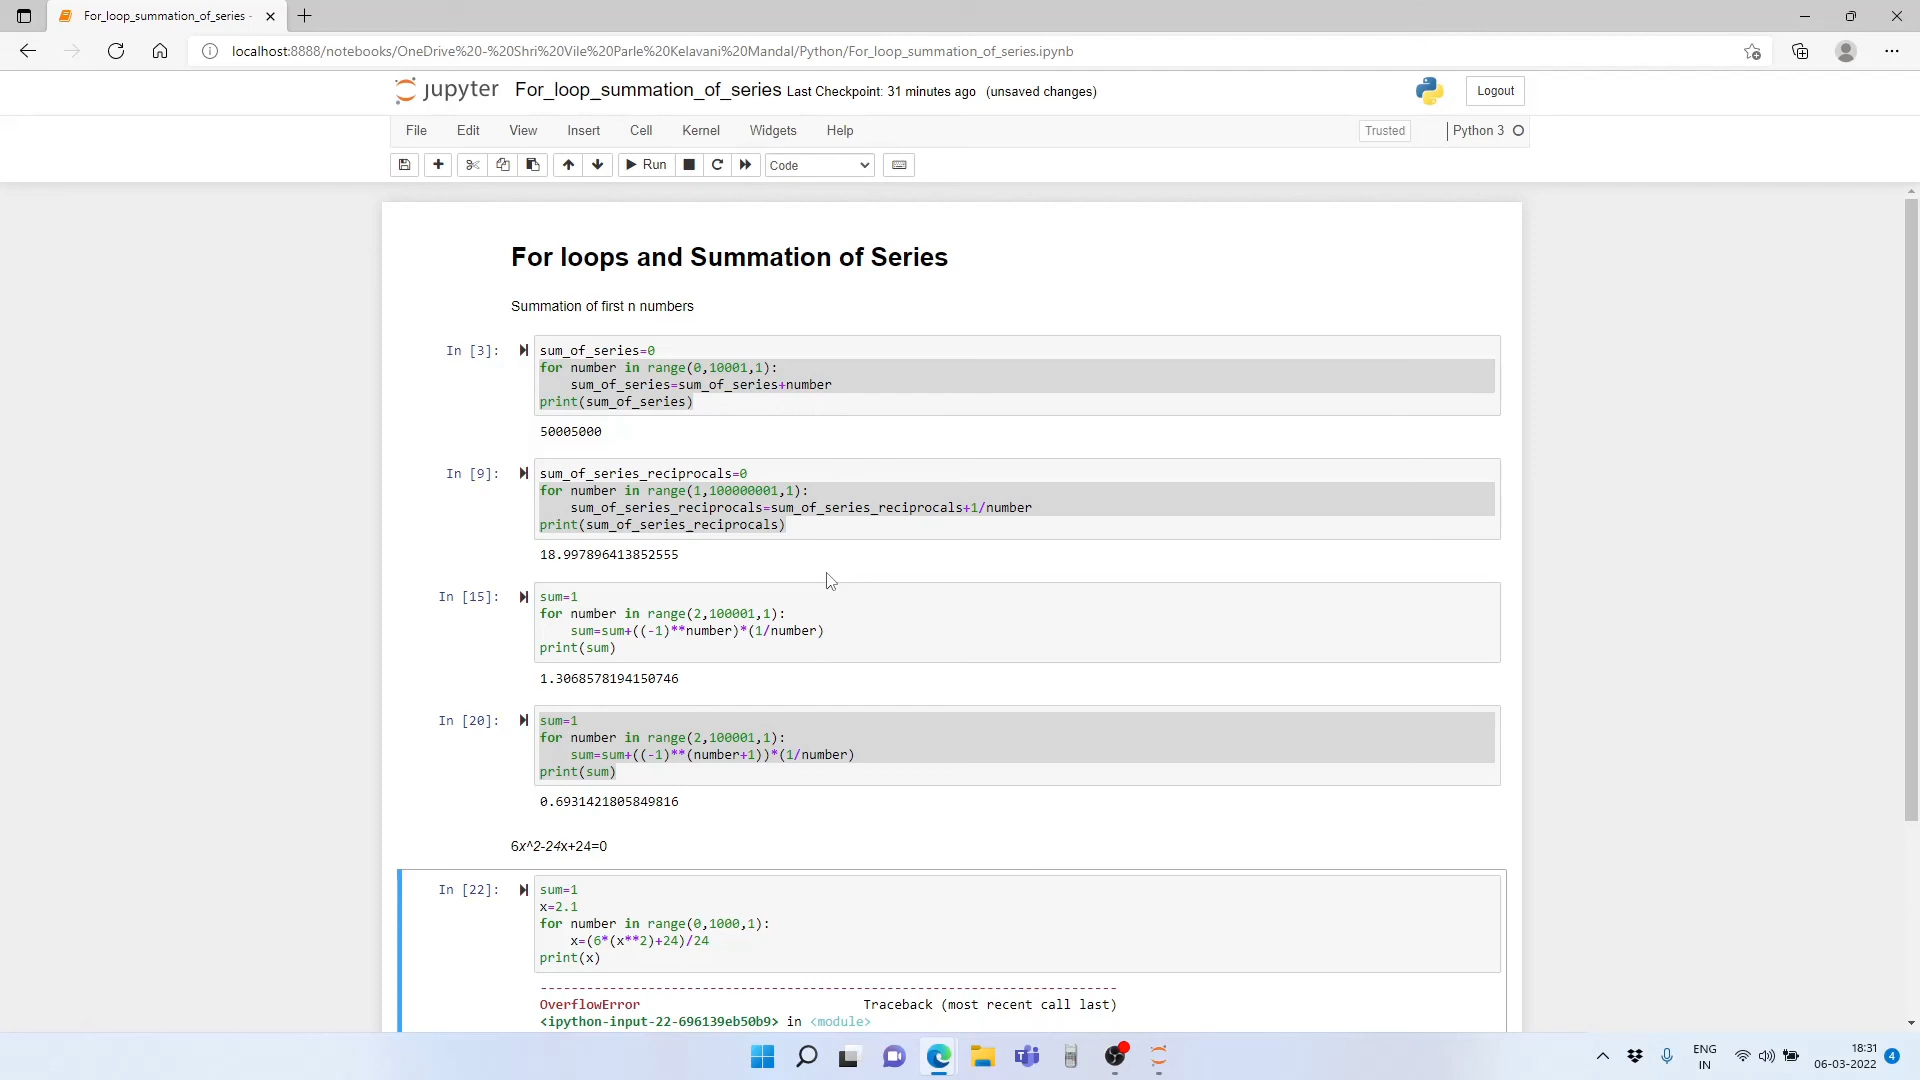 For_loop_summation_of_series -
localhost:8888/notebooks/OneDrive%20-%20Shri%20Vile%20Parle%20Kelavani%20Mandal/Python/For_loop_summation_of_series.ipynb
jupyter For_loop_summation_of_series Last Checkpoint: 31 minutes ago (unsaved changes) Logout
File Edit View Insert Cell Kernel Widgets Help Trusted Python 3
Run Code
For loops and Summation of Series
Summation of first n numbers
In [3]: sum_of_series=0
for number in range(0,10001,1):
sum_of_series=sum_of_series+number
print(sum_of_series)
50005000
In [9]: sum_of_series_reciprocals=0
for number in range(1,100000001,1):
sum_of_series_reciprocals=sum_of_series_reciprocals+1/number
print(sum_of_series_reciprocals)
18.997896413852555
In [15]: sum=1
for number in range(2,100001,1):
sum=sum+((-1)**number)*(1/number)
print(sum)
1.3068578194150746
In [20]: sum=1
for number in range(2,100001,1):
sum=sum+((-1)**(number+1))*(1/number)
print(sum)
0.6931421805849816
6x^2-24x+24=0
In [22]: sum=1
x=2.1
for number in range(0,1000,1):
x=(6*(x**2)+24)/24
print(x)
---------------------------------------------------------------------------
OverflowError Traceback (most recent call last)
<ipython-input-22-696139eb50b9> in <module>
ENG
IN
18:31
06-03-2022
4